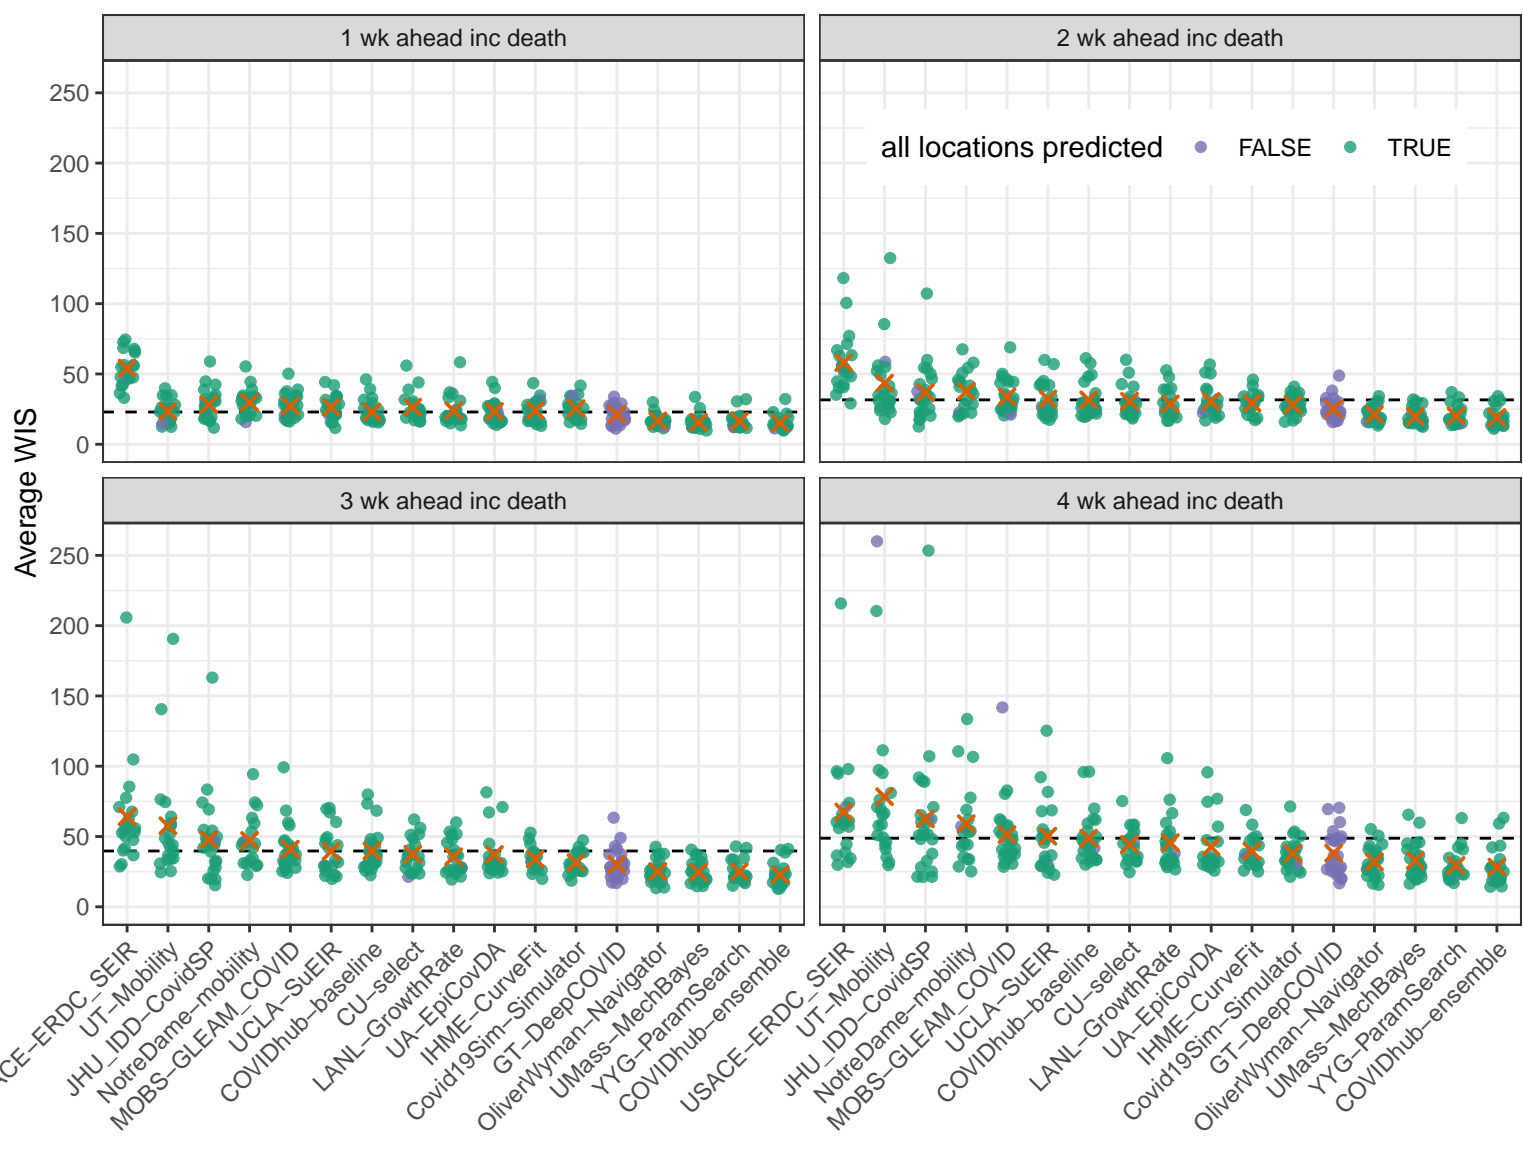 1 wk ahead inc death
2 wk ahead inc death
250
200
150
100
50
0
all locations predicted FALSE TRUE
Average WIS
3 wk ahead inc death
4 wk ahead inc death
250
200
150
100
50
0
ACE−ERDC_SEIR
UT−Mobility
JHU_IDD−CovidSP
NotreDame−mobility
MOBS−GLEAM_COVID
UCLA−SuEIR
COVIDhub−baseline
CU−select
LANL−GrowthRate
UA−EpiCovDA
IHME−CurveFit
Covid19Sim−Simulator
GT−DeepCOVID
OliverWyman−Navigator
UMass−MechBayes
YYG−ParamSearch
COVIDhub−ensemble
USACE−ERDC_SEIR
UT−Mobility
JHU_IDD−CovidSP
NotreDame−mobility
MOBS−GLEAM_COVID
UCLA−SuEIR
COVIDhub−baseline
CU−select
LANL−GrowthRate
UA−EpiCovDA
IHME−CurveFit
Covid19Sim−Simulator
GT−DeepCOVID
OliverWyman−Navigator
UMass−MechBayes
YYG−ParamSearch
COVIDhub−ensemble